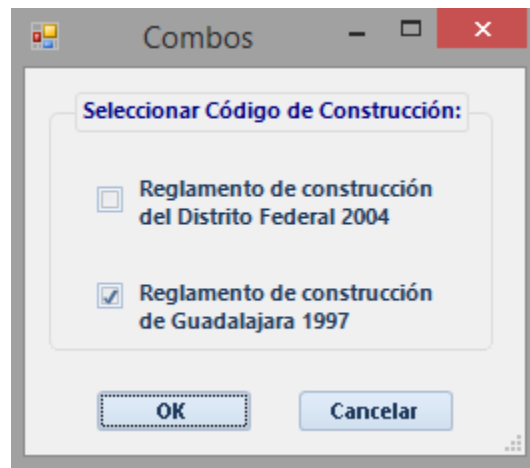 Combos
Seleccionar Código de Construcción:
Reglamento de construcción
del Distrito Federal 2004
Reglamento de construcción
de Guadalajara 1997
OK
Cancelar